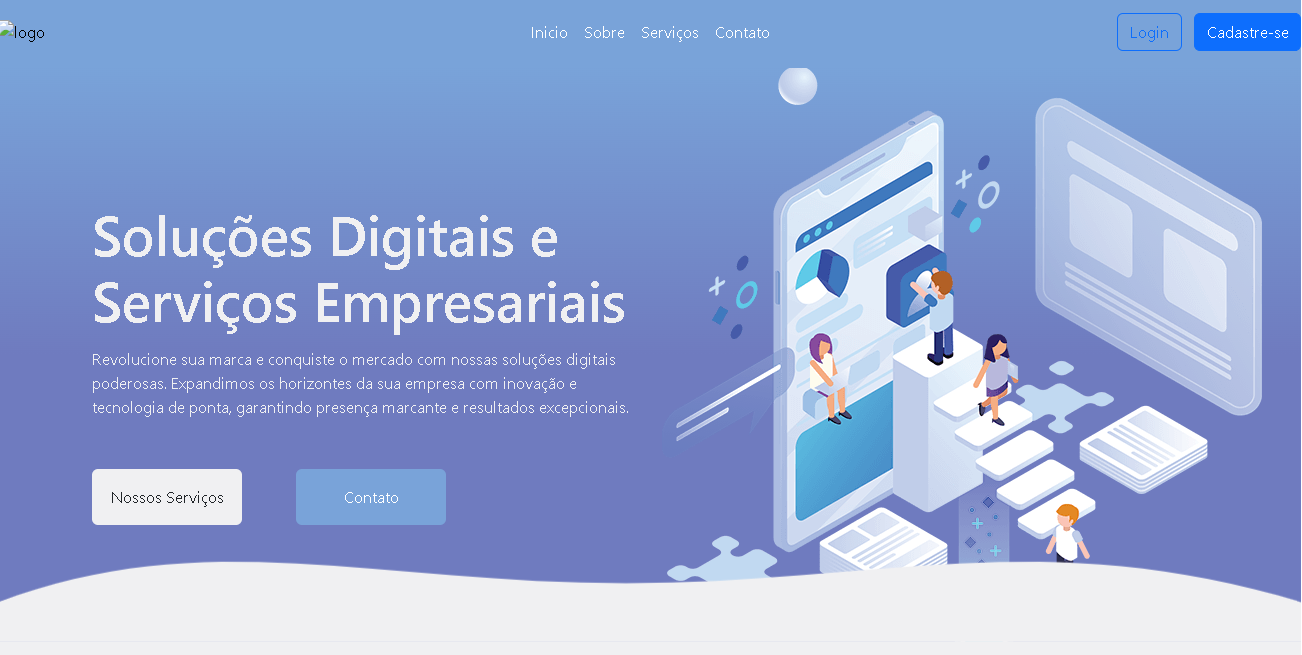 logo
Inicio Sobre Serviços Contato
Login
Cadastre-se
Soluções Digitais e
Serviços Empresariais
Revolucione sua marca e conquiste o mercado com nossas soluções digitais
poderosas. Expandimos os horizontes da sua empresa com inovação e
tecnologia de ponta, garantindo presença marcante e resultados excepcionais.
Nossos Serviços
Contato